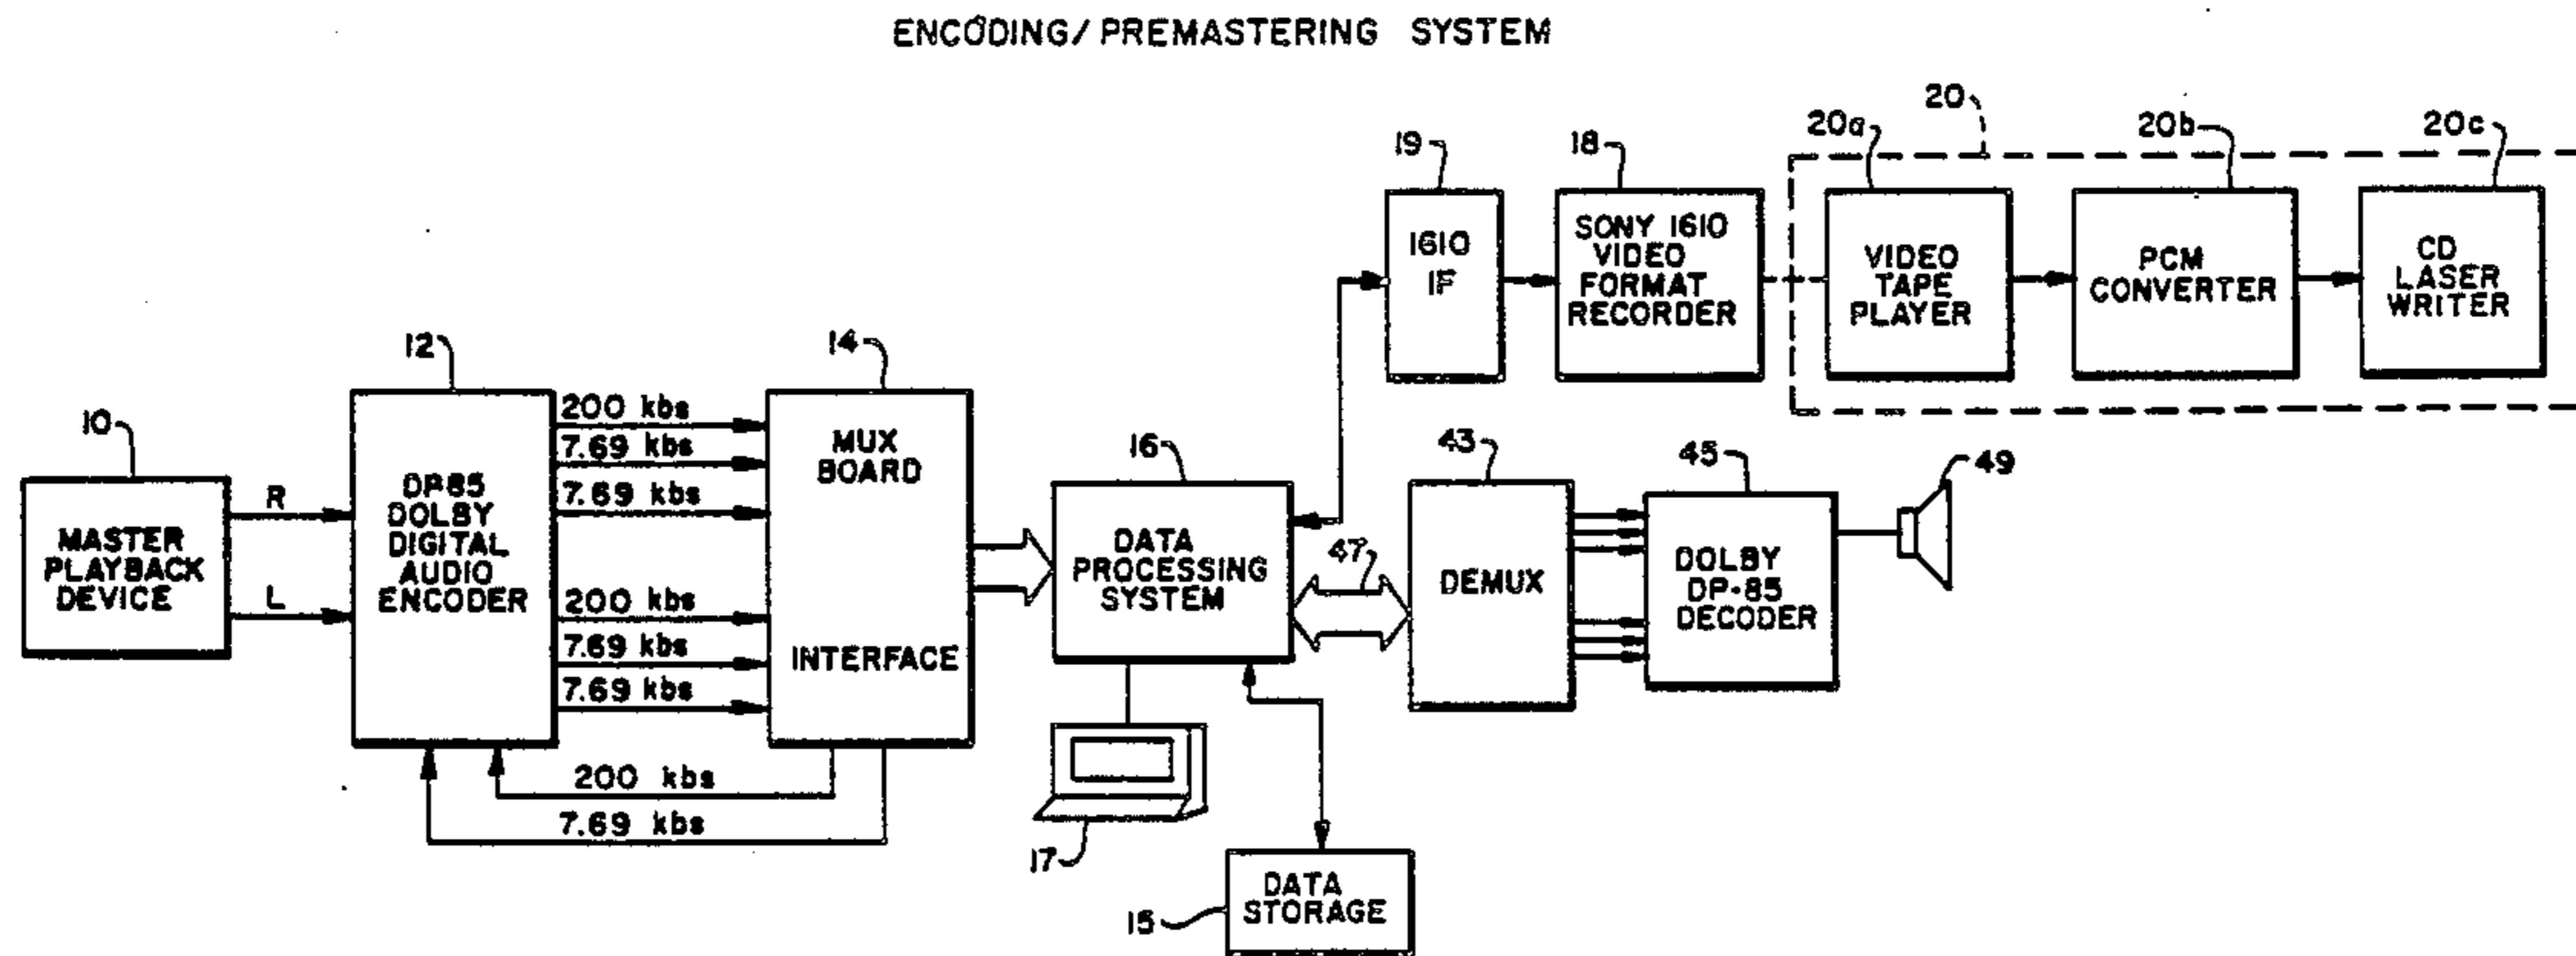 ENCODING/PREMASTERING SYSTEM
20
20a
20b
20c
19
18
1610
IF
SONY 1610
VIDEO
FORMAT
RECORDER
VIDEO
TAPE
PLAYER
PCM
CONVERTER
CD
LASER
WRITER
10
MASTER
PLAYBACK
DEVICE
R
L
12
DP85
DOLBY
DIGITAL
AUDIO
ENCODER
200 kbs
7.69 kbs
7.69 kbs
200 kbs
7.69 kbs
7.69 kbs
200 kbs
7.69 kbs
14
MUX
BOARD
INTERFACE
16
DATA
PROCESSING
SYSTEM
17
15
DATA
STORAGE
47
43
DEMUX
45
DOLBY
DP-85
DECODER
49